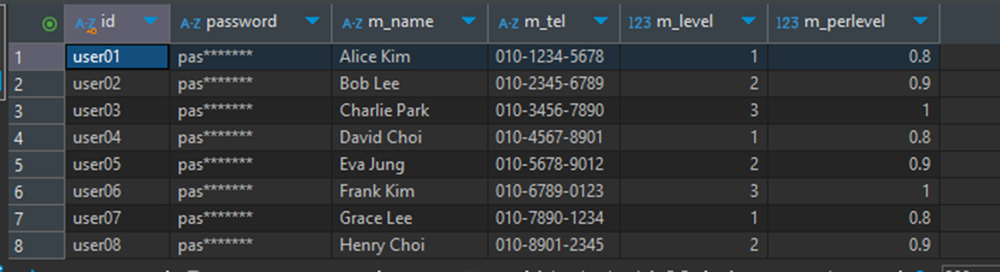 A-Z id A-Z password A-Z m_name A-Z m_tel 123 m_level 123 m_perlevel
1 user01 pas******* Alice Kim 010-1234-5678 1 0.8
2 user02 pas******* Bob Lee 010-2345-6789 2 0.9
3 user03 pas******* Charlie Park 010-3456-7890 3 1
4 user04 pas******* David Choi 010-4567-8901 1 0.8
5 user05 pas******* Eva Jung 010-5678-9012 2 0.9
6 user06 pas******* Frank Kim 010-6789-0123 3 1
7 user07 pas******* Grace Lee 010-7890-1234 1 0.8
8 user08 pas******* Henry Choi 010-8901-2345 2 0.9